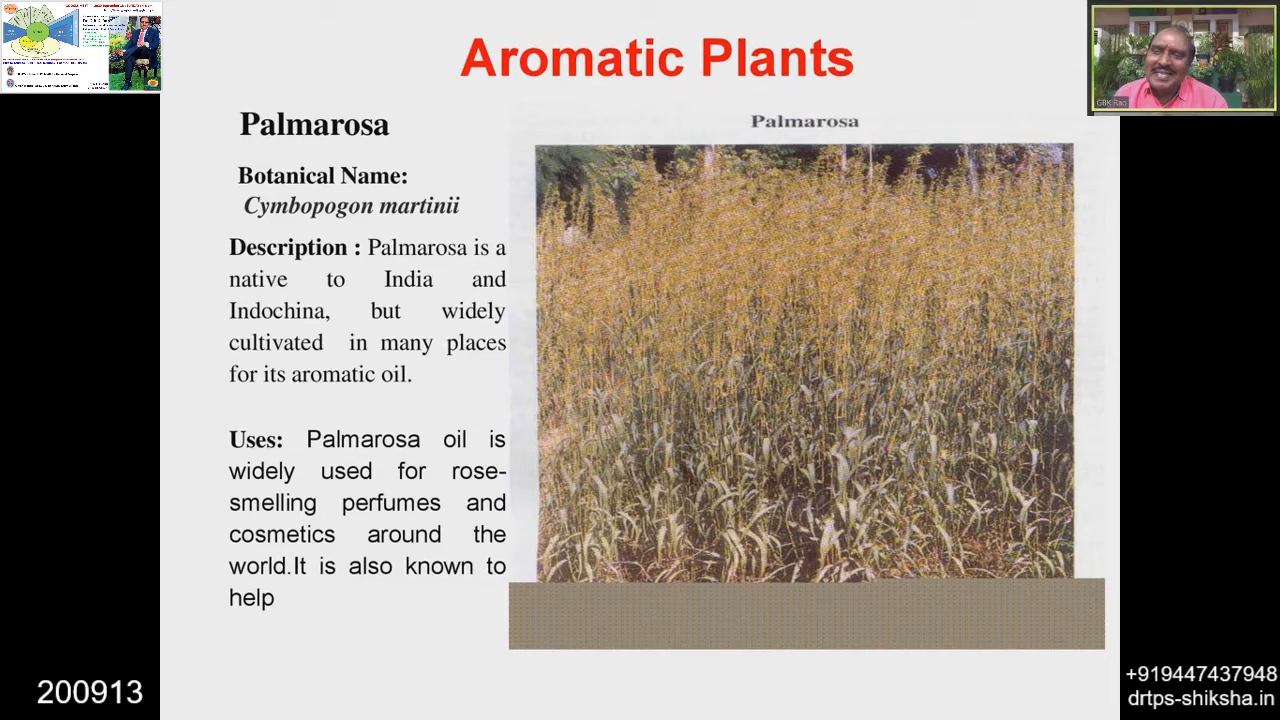 Aromatic Plants
Palmarosa
Palmarosa
Botanical Name:
Cymbopogon martinii
Description : Palmarosa is a
native to India and
Indochina, but widely
cultivated in many places
for its aromatic oil.
Uses: Palmarosa oil is
widely used for rose-
smelling perfumes and
cosmetics around the
world.It is also known to
help
GBK Rao
200913
+919447437948
drtps-shiksha.in